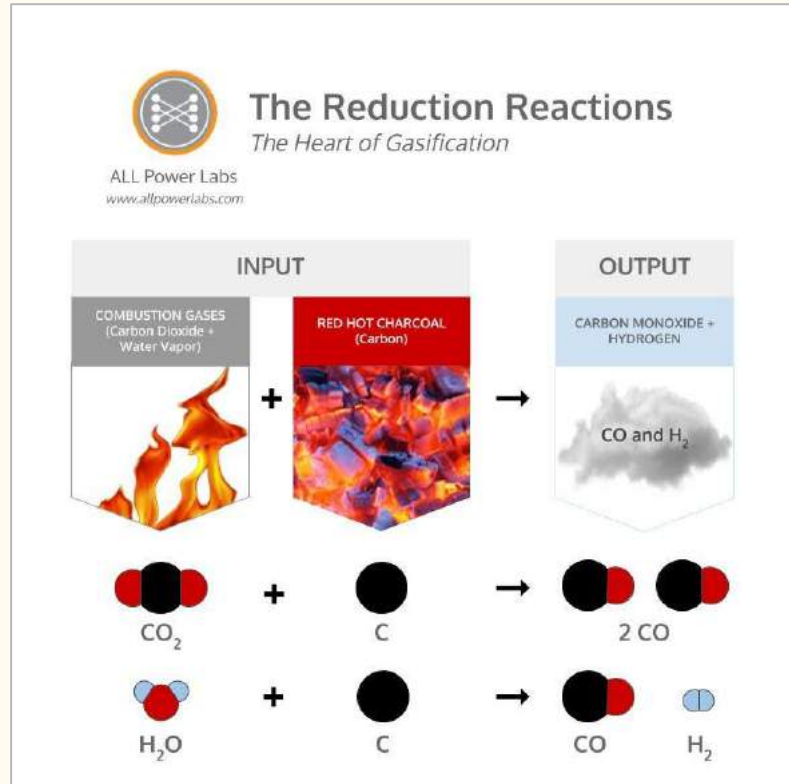 The Reduction Reactions
The Heart of Gasification
ALL Power Labs
www.allpowerlabs.com
INPUT
OUTPUT
COMBUSTION GASES
(Carbon Dioxide +
Water Vapor)
RED HOT CHARCOAL
(Carbon)
CARBON MONOXIDE +
HYDROGEN
+
→
CO and H₂
+
→
CO₂
C
2 CO
+
→
H₂O
C
CO
H₂